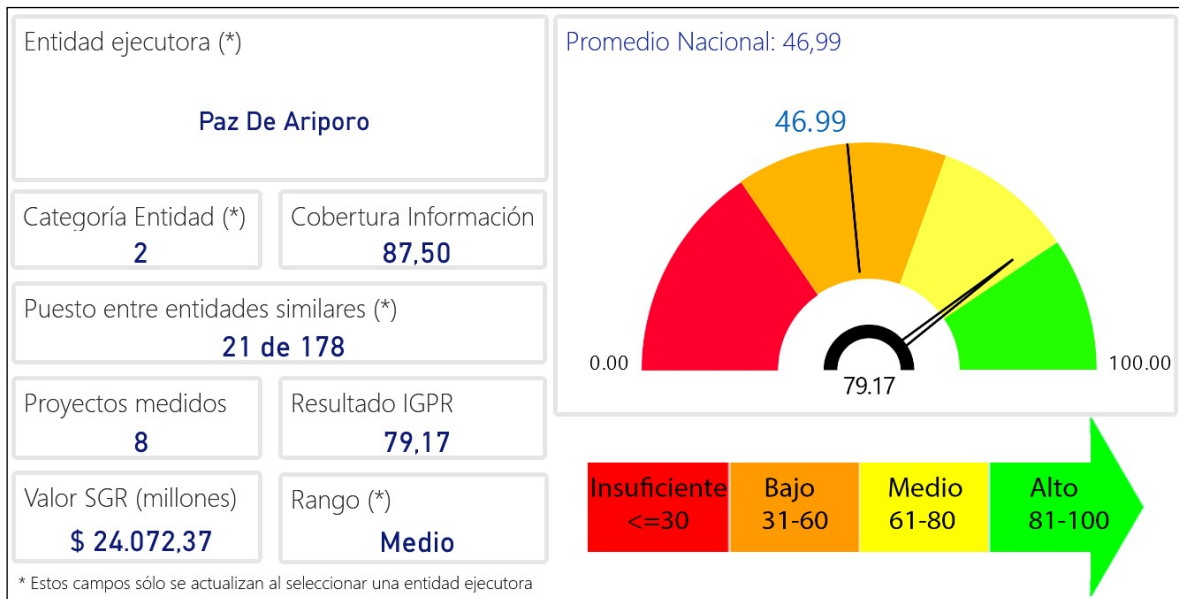 Entidad ejecutora (*)
Paz De Ariporo
Categoría Entidad (*)
2
Cobertura Información
87,50
Puesto entre entidades similares (*)
21 de 178
Proyectos medidos
8
Resultado IGPR
79,17
Valor SGR (millones)
$ 24.072,37
Rango (*)
Medio
* Estos campos sólo se actualizan al seleccionar una entidad ejecutora
Promedio Nacional: 46,99
46.99
0.00
100.00
79.17
Insuficiente
<=30
Bajo
31-60
Medio
61-80
Alto
81-100